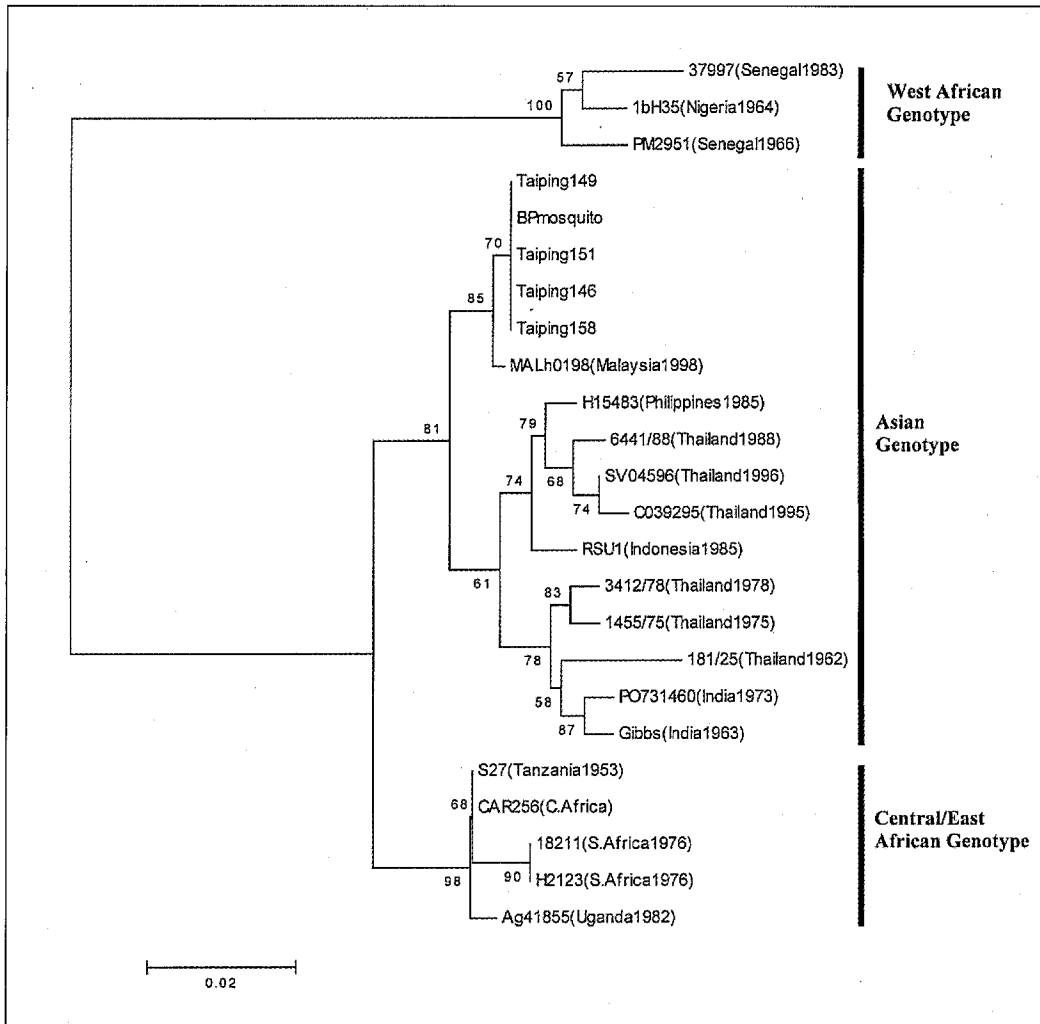 37997(Senegal1983)
57
1bH35(Nigeria1964)
100
PM2951(Senegal1966)
West African
Genotype
Taiping149
BPmosquito
70
Taiping151
Taiping146
85
Taiping158
MALh0198(Malaysia1998)
H15483(Philippines1985)
79
81
6441/88(Thailand1988)
68
SV04596(Thailand1996)
74
74
C039295(Thailand1995)
RSU1(Indonesia1985)
61
3412/78(Thailand1978)
83
1455/75(Thailand1975)
78
181/25(Thailand1962)
58
PO731460(India1973)
87
Gibbs(India1963)
Asian
Genotype
S27(Tanzania1953)
68
CAR256(C.Africa)
18211(S.Africa1976)
90
H2123(S.Africa1976)
98
Ag41855(Uganda1982)
Central/East
African Genotype
0.02